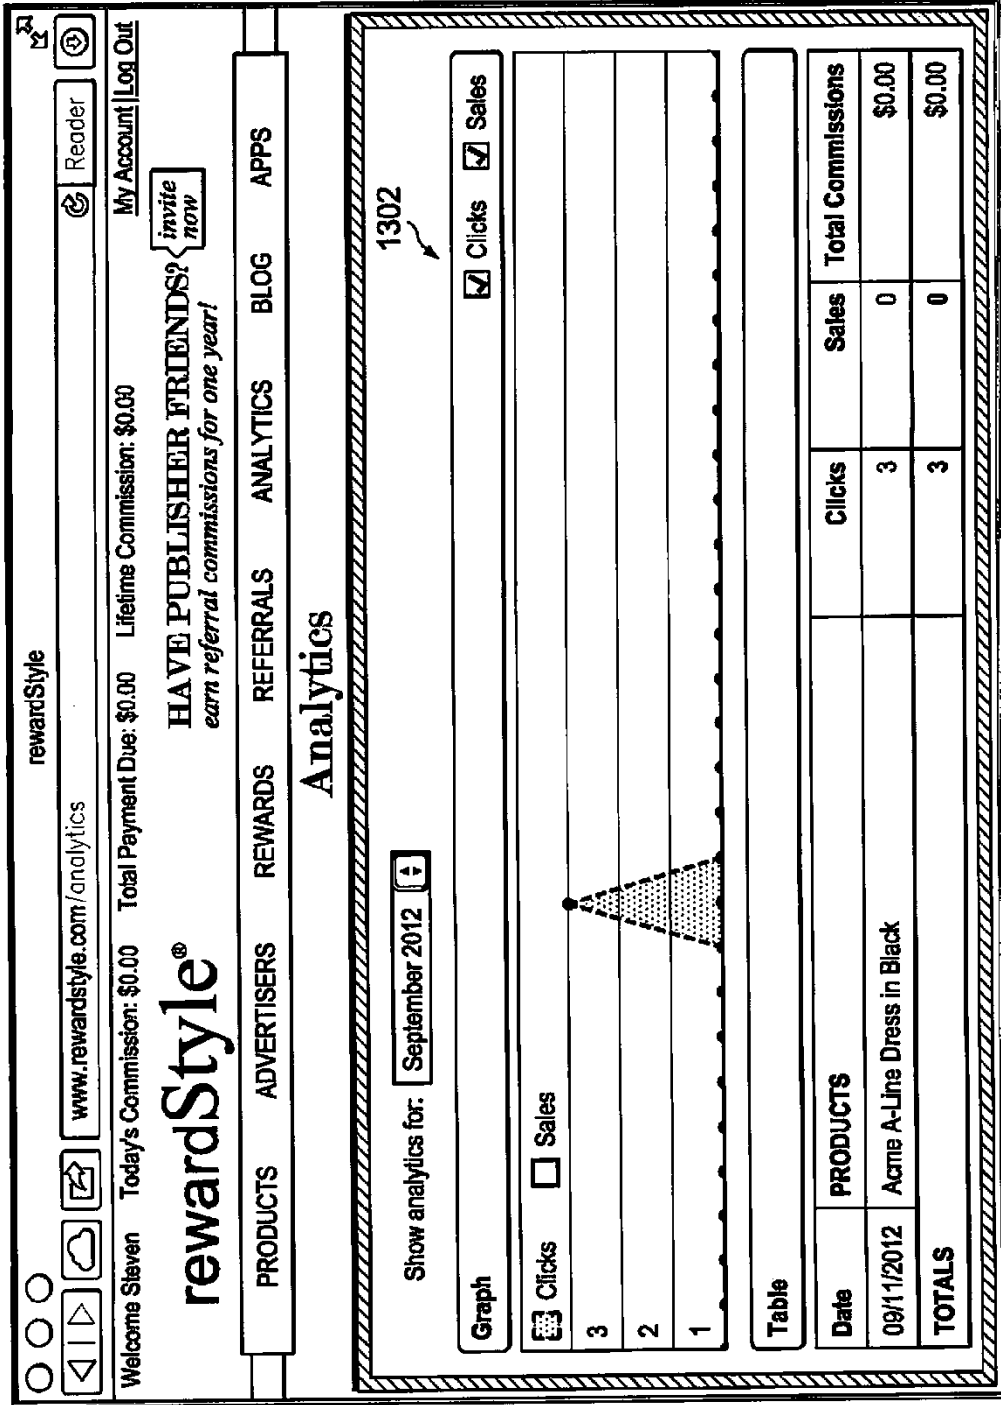 rewardStyle
www.rewardstyle.com/analytics
Reader
Welcome Steven Today's Commission: $0.00 Total Payment Due: $0.00 Lifetime Commission: $0.00 My Account | Log Out
rewardStyle®
HAVE PUBLISHER FRIENDS? invite now
earn referral commissions for one year!
PRODUCTS ADVERTISERS REWARDS REFERRALS ANALYTICS BLOG APPS
Analytics
Show analytics for: September 2012
1302
Graph Clicks Sales
Clicks Sales
3
2
1
Table
Date PRODUCTS Clicks Sales Total Commissions
09/11/2012 Acme A-Line Dress in Black 3 0 $0.00
TOTALS 3 0 $0.00